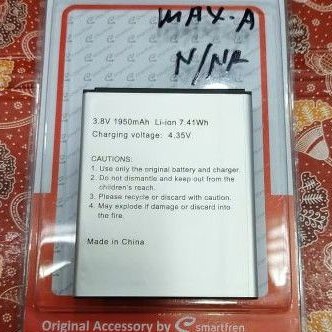 MAX-A
N/NR
3.8V 1950mAh Li-ion 7.41Wh
Charging voltage: 4.35V
CAUTIONS:
1. Use only the original battery and charger.
2. Do not dismantle and keep out from the
children's reach.
3. Please recycle or discard with caution.
4. May explode if damage or discard into
the fire.
Made in China
Original Accessory by smartfren